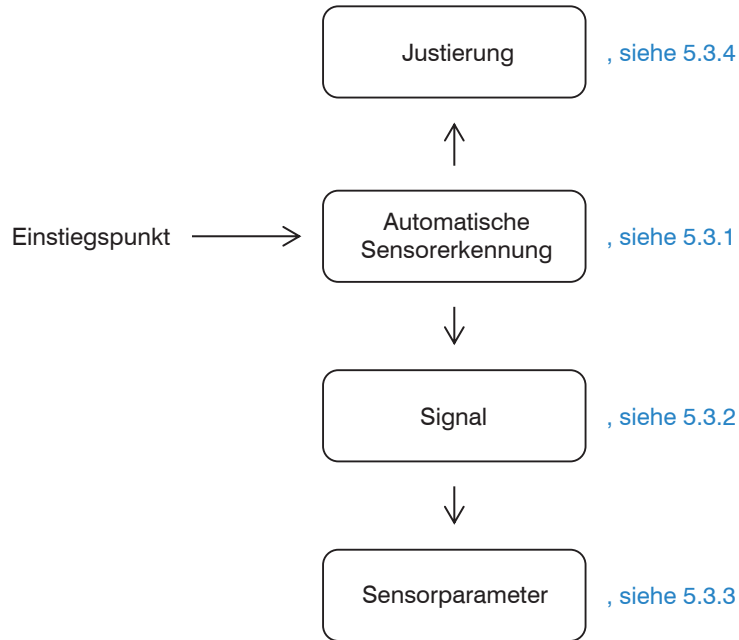 Justierung , siehe 5.3.4
Einstiegspunkt
Automatische
Sensorerkennung
, siehe 5.3.1
Signal , siehe 5.3.2
Sensorparameter , siehe 5.3.3